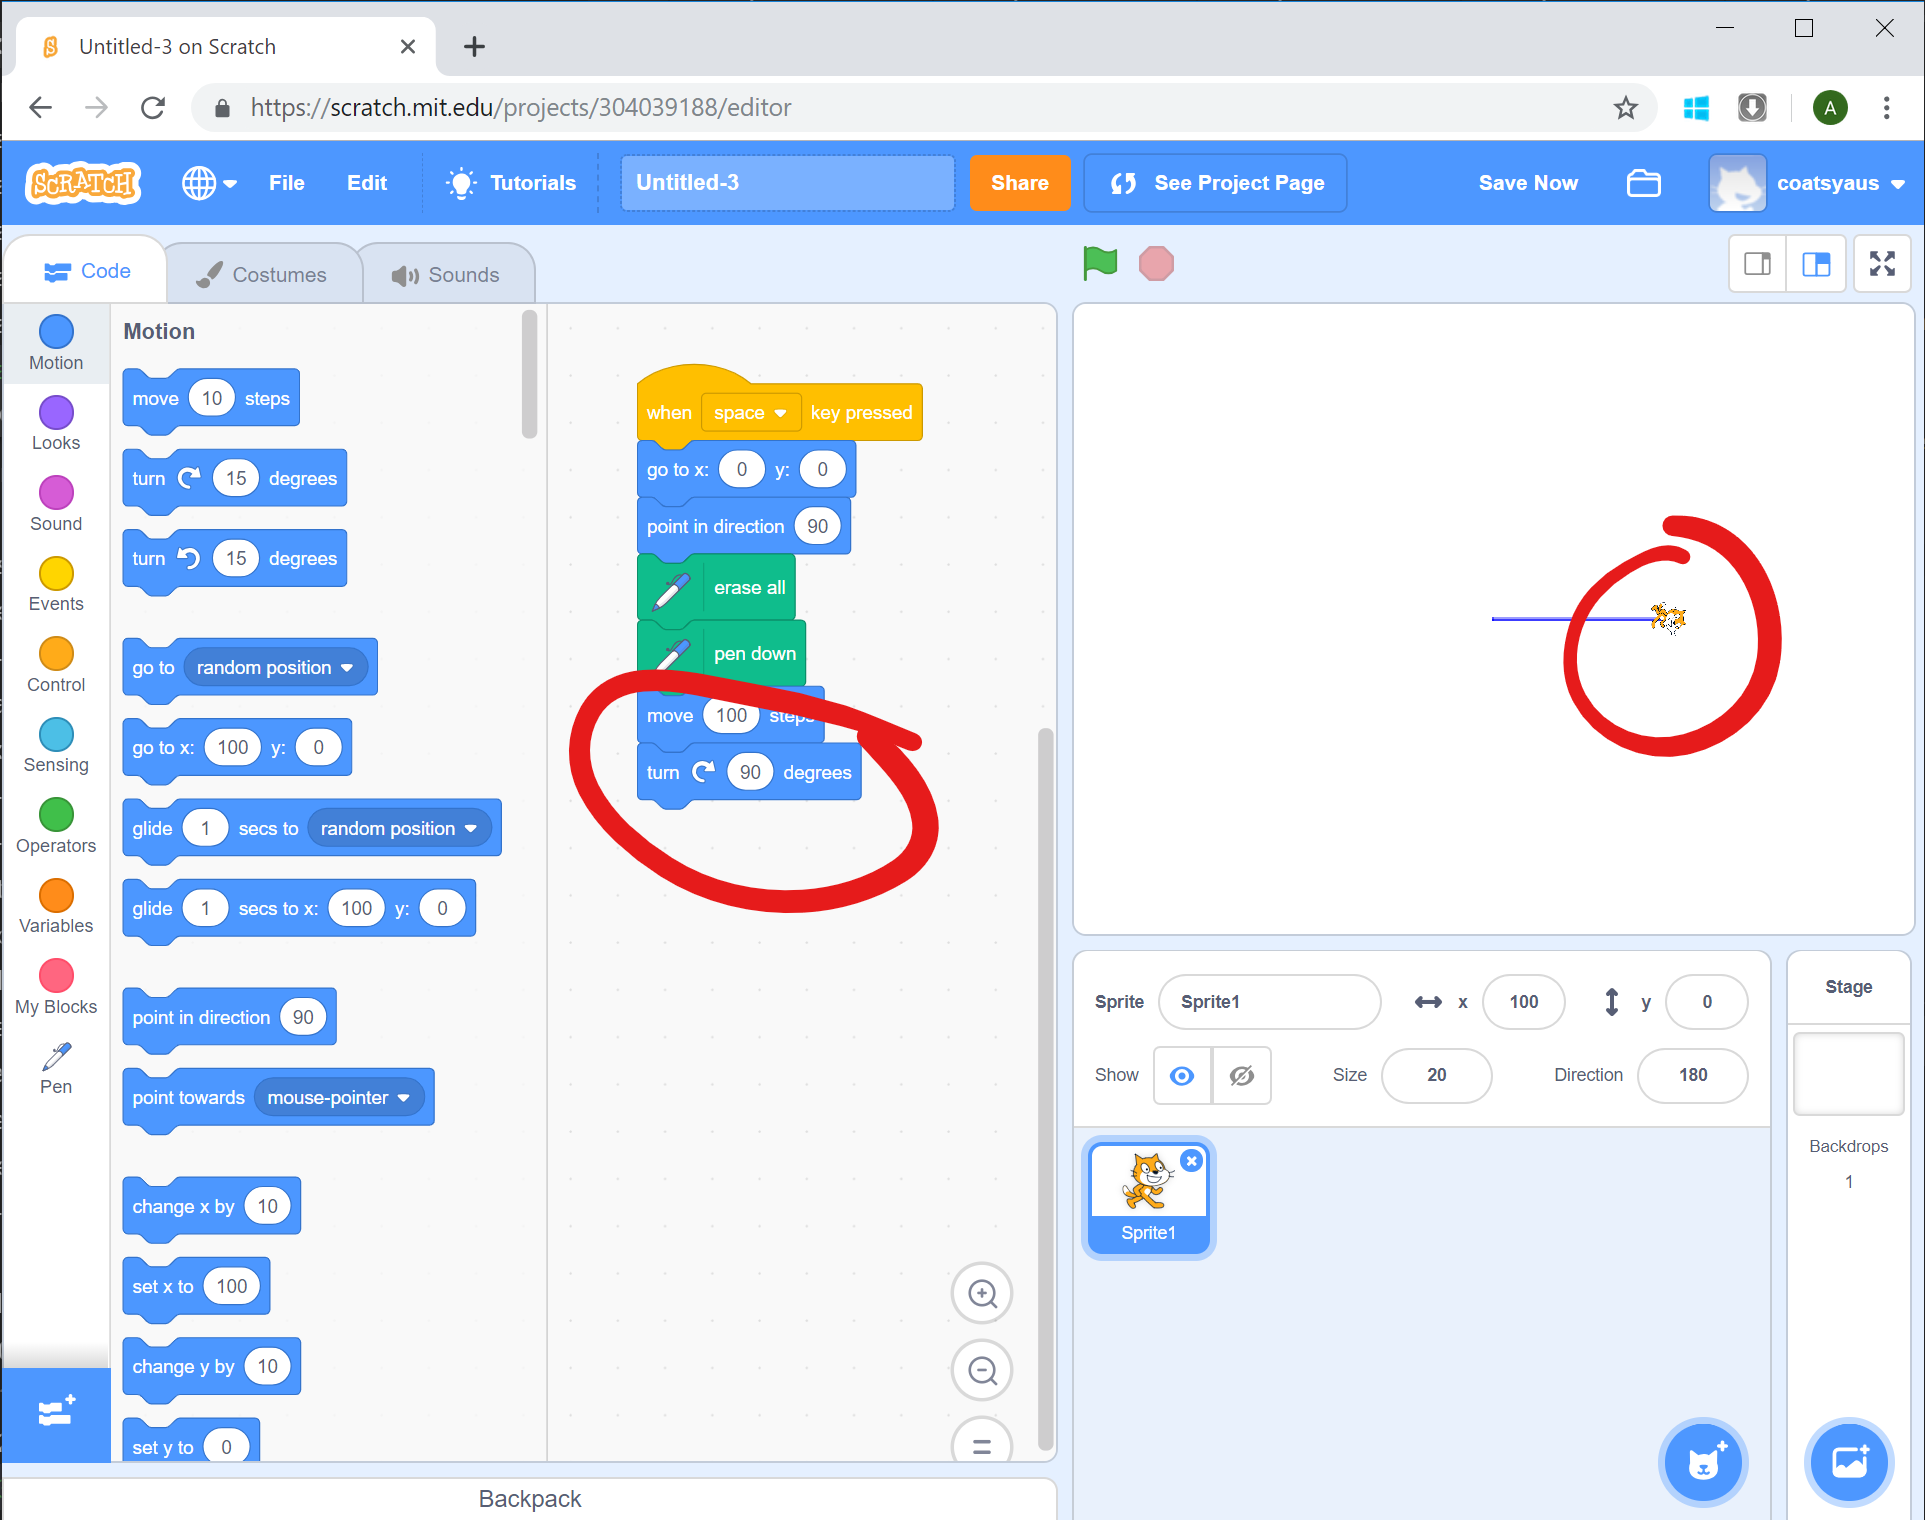 Untitled-3 on Scratch
https://scratch.mit.edu/projects/304039188/editor
A
SCRATCH
File
Edit
Tutorials
Untitled-3
Share
See Project Page
Save Now
coatsyaus
Code
Costumes
Sounds
Motion
Looks
Sound
Events
Control
Sensing
Operators
Variables
My Blocks
Pen
Motion
move 10 steps
turn 15 degrees
turn 15 degrees
go to random position
go to x: 100 y: 0
glide 1 secs to random position
glide 1 secs to x: 100 y: 0
point in direction 90
point towards mouse-pointer
change x by 10
set x to 100
change y by 10
set y to 0
when space key pressed
go to x: 0 y: 0
point in direction 90
erase all
pen down
move 100 steps
turn 90 degrees
Backpack
Sprite Sprite1 x 100 y 0
Show Size 20 Direction 180
Sprite1
Stage
Backdrops
1